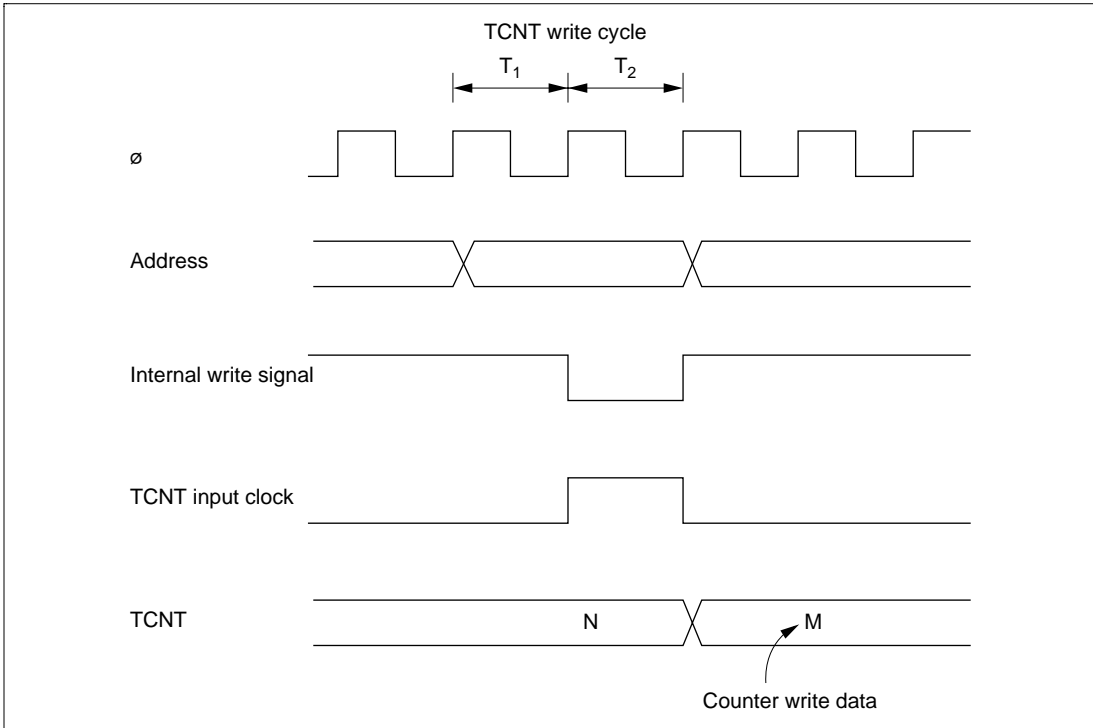 TCNT write cycle
T1 T2
ø
Address
Internal write signal
TCNT input clock
TCNT N M
Counter write data